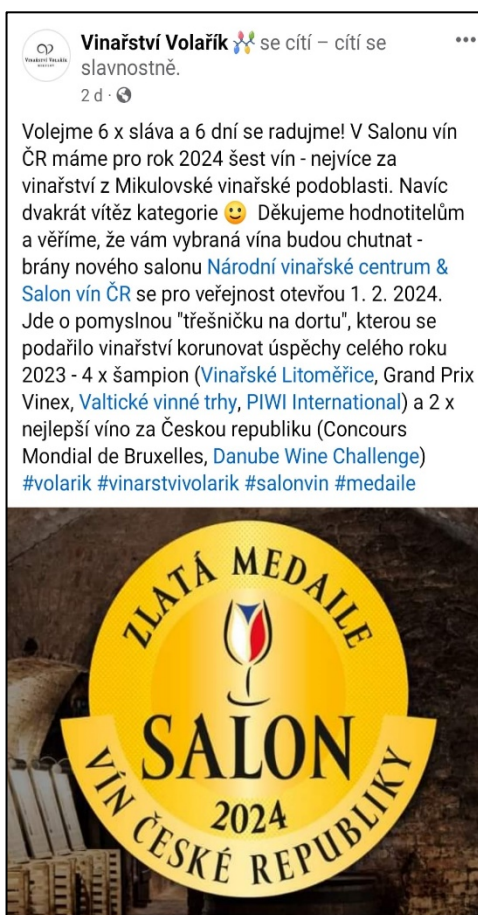 Vinařství Volařík se cítí – cítí se
slavnostně.
2 d
Vinařství Volařík
Volejme 6 x sláva a 6 dní se radujme! V Salonu vín
ČR máme pro rok 2024 šest vín - nejvíce za
vinařství z Mikulovské vinařské podoblasti. Navíc
dvakrát vítěz kategorie 🙂 Děkujeme hodnotitelům
a věříme, že vám vybraná vína budou chutnat -
brány nového salonu Národní vinařské centrum &
Salon vín ČR se pro veřejnost otevřou 1. 2. 2024.
Jde o pomyslnou "třešničku na dortu", kterou se
podařilo vinařství korunovat úspěchy celého roku
2023 - 4 x šampion (Vinařské Litoměřice, Grand Prix
Vinex, Valtické vinné trhy, PIWI International) a 2 x
nejlepší víno za Českou republiku (Concours
Mondial de Bruxelles, Danube Wine Challenge)
#volarik #vinarstvivolarik #salonvin #medaile
ZLATÁ MEDAILE
SALON
2024
VÍN ČESKÉ REPUBLIKY